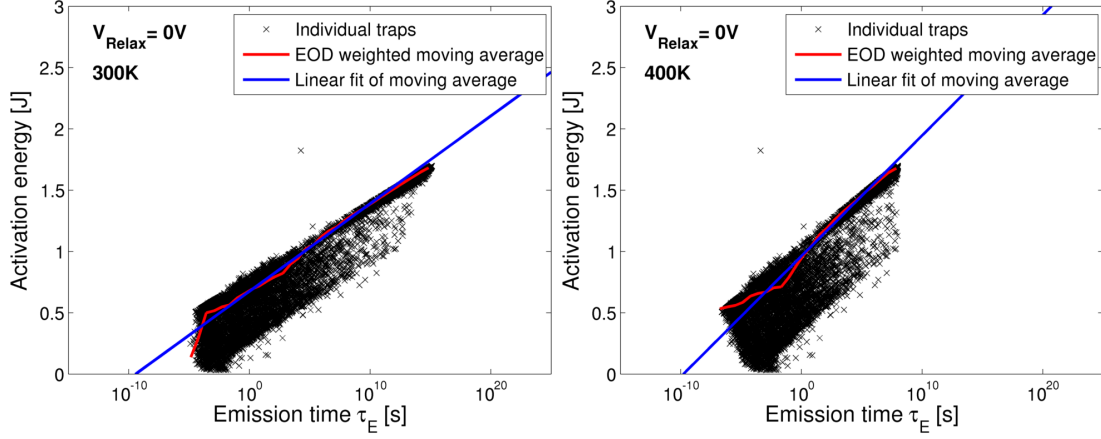 V_Relax = 0V
300K
Individual traps
EOD weighted moving average
Linear fit of moving average
3
2.5
2
1.5
1
0.5
0
Activation energy [J]
10^-10
10^0
10^10
10^20
Emission time τ_E [s]
V_Relax = 0V
400K
Individual traps
EOD weighted moving average
Linear fit of moving average
3
2.5
2
1.5
1
0.5
0
Activation energy [J]
10^-10
10^0
10^10
10^20
Emission time τ_E [s]